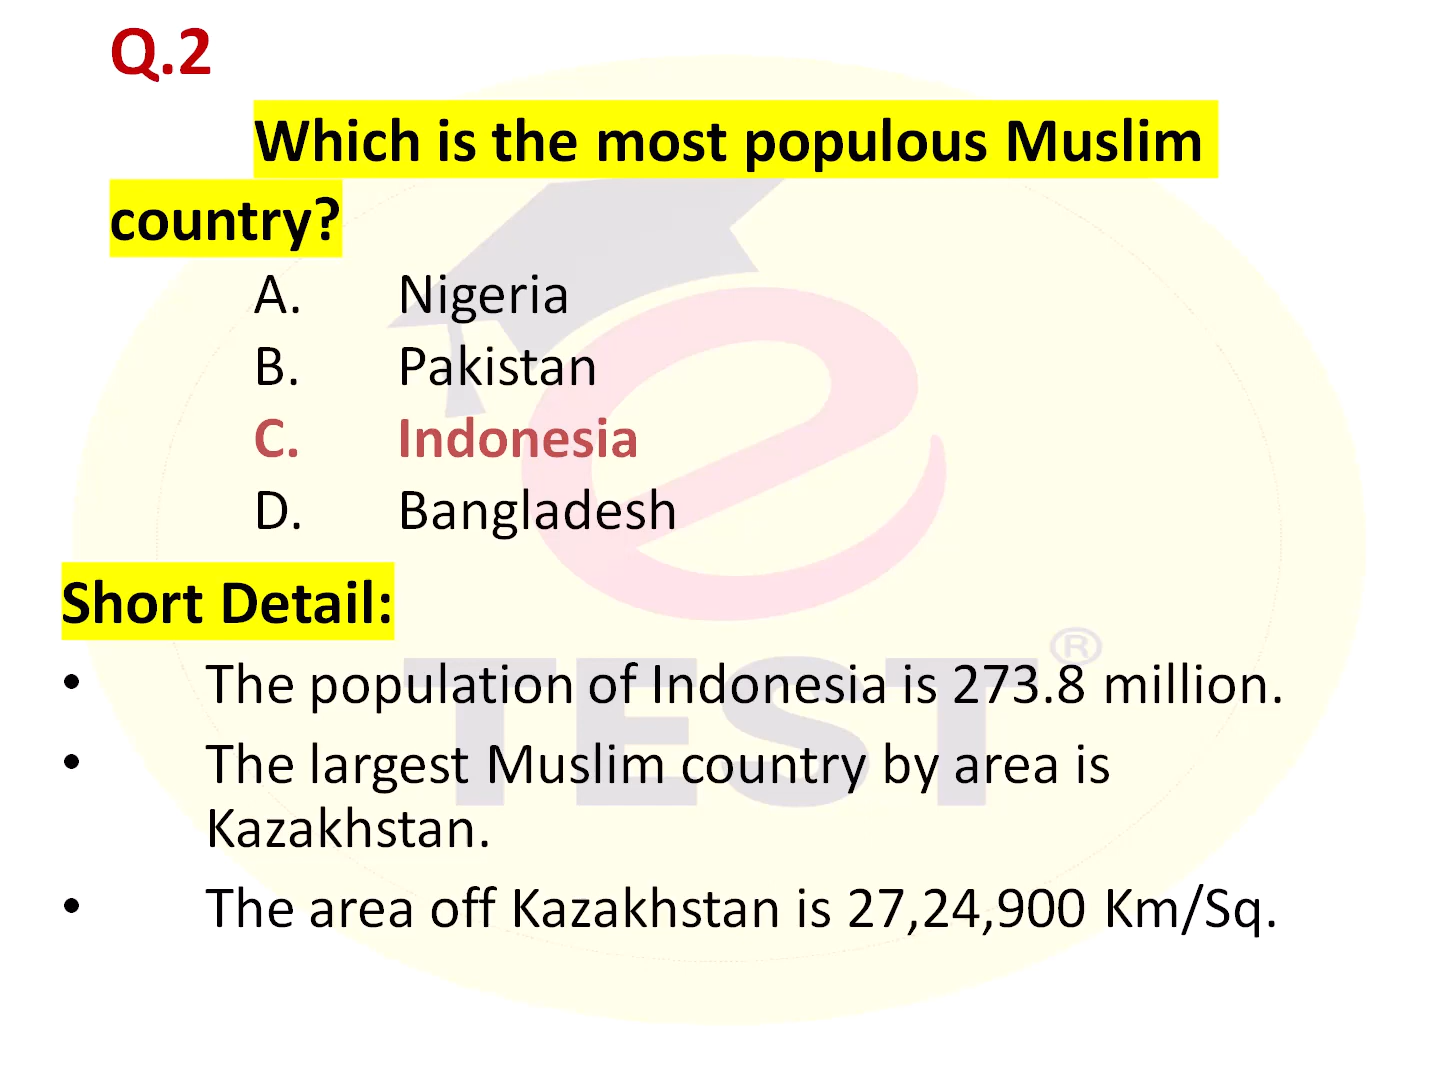 Q.2
Which is the most populous Muslim
country?
A. Nigeria
B. Pakistan
C. Indonesia
D. Bangladesh
Short Detail:
• The population of Indonesia is 273.8 million.
• The largest Muslim country by area is
Kazakhstan.
• The area off Kazakhstan is 27,24,900 Km/Sq.
e
TEST®